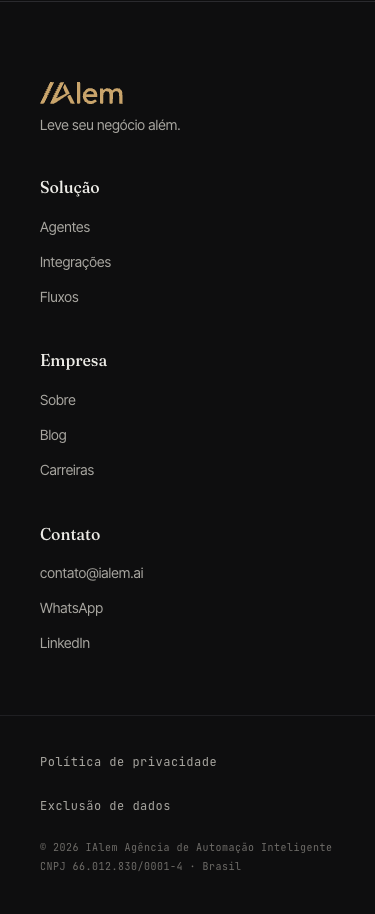 IAlem
Leve seu negócio além.
Solução
Agentes
Integrações
Fluxos
Empresa
Sobre
Blog
Carreiras
Contato
contato@ialem.ai
WhatsApp
LinkedIn
Política de privacidade
Exclusão de dados
© 2026 IAlem Agência de Automação Inteligente
CNPJ 66.012.830/0001-4 · Brasil